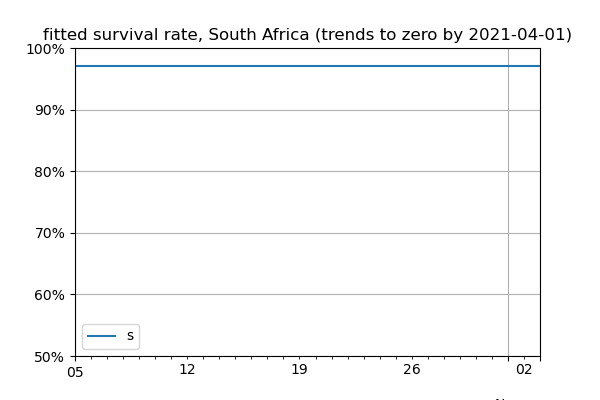 fitted survival rate, South Africa (trends to zero by 2021-04-01)
100%
90%
80%
70%
60%
50%
s
05 12 19 26 02